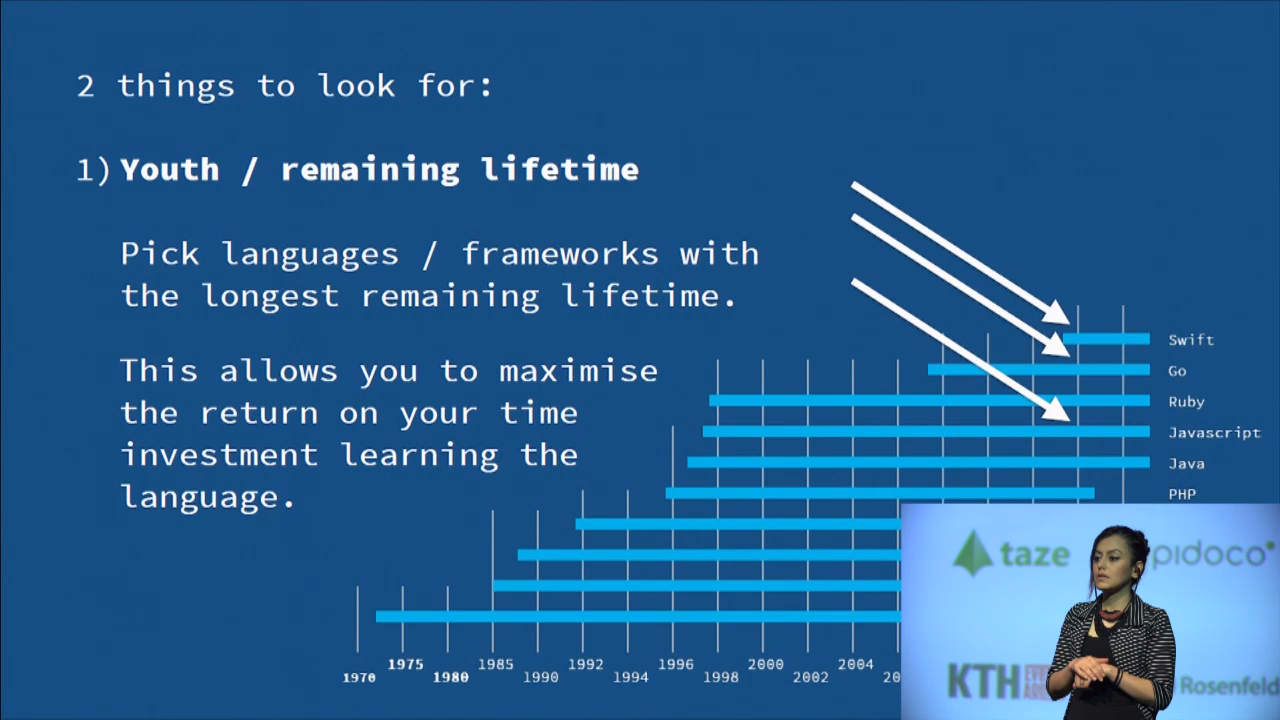 2 things to look for:
1) Youth / remaining lifetime
Pick languages / frameworks with
the longest remaining lifetime.
This allows you to maximise
the return on your time
investment learning the
language.
Swift
Go
Ruby
Javascript
Java
PHP
1975 1985 1992 1996 2000 2004
1970 1980 1990 1994 1998 2002
taze pidoco
KTH Rosenfeld